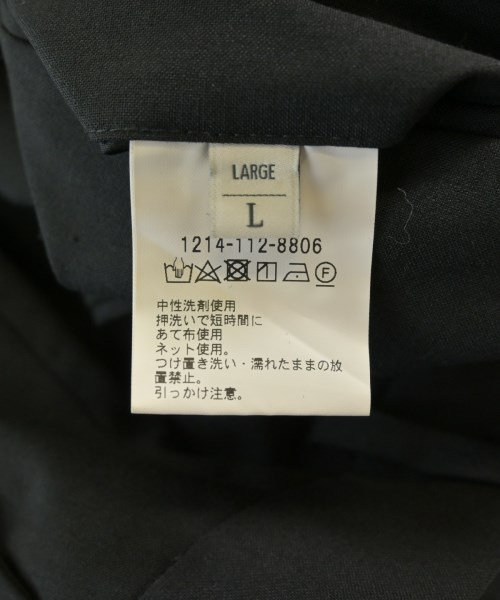 LARGE
L
1214-112-8806
F
中性洗剤使用
押洗いで短時間に
あて布使用
ネット使用。
つけ置き洗い・濡れたままの放
置禁止。
引っかけ注意。